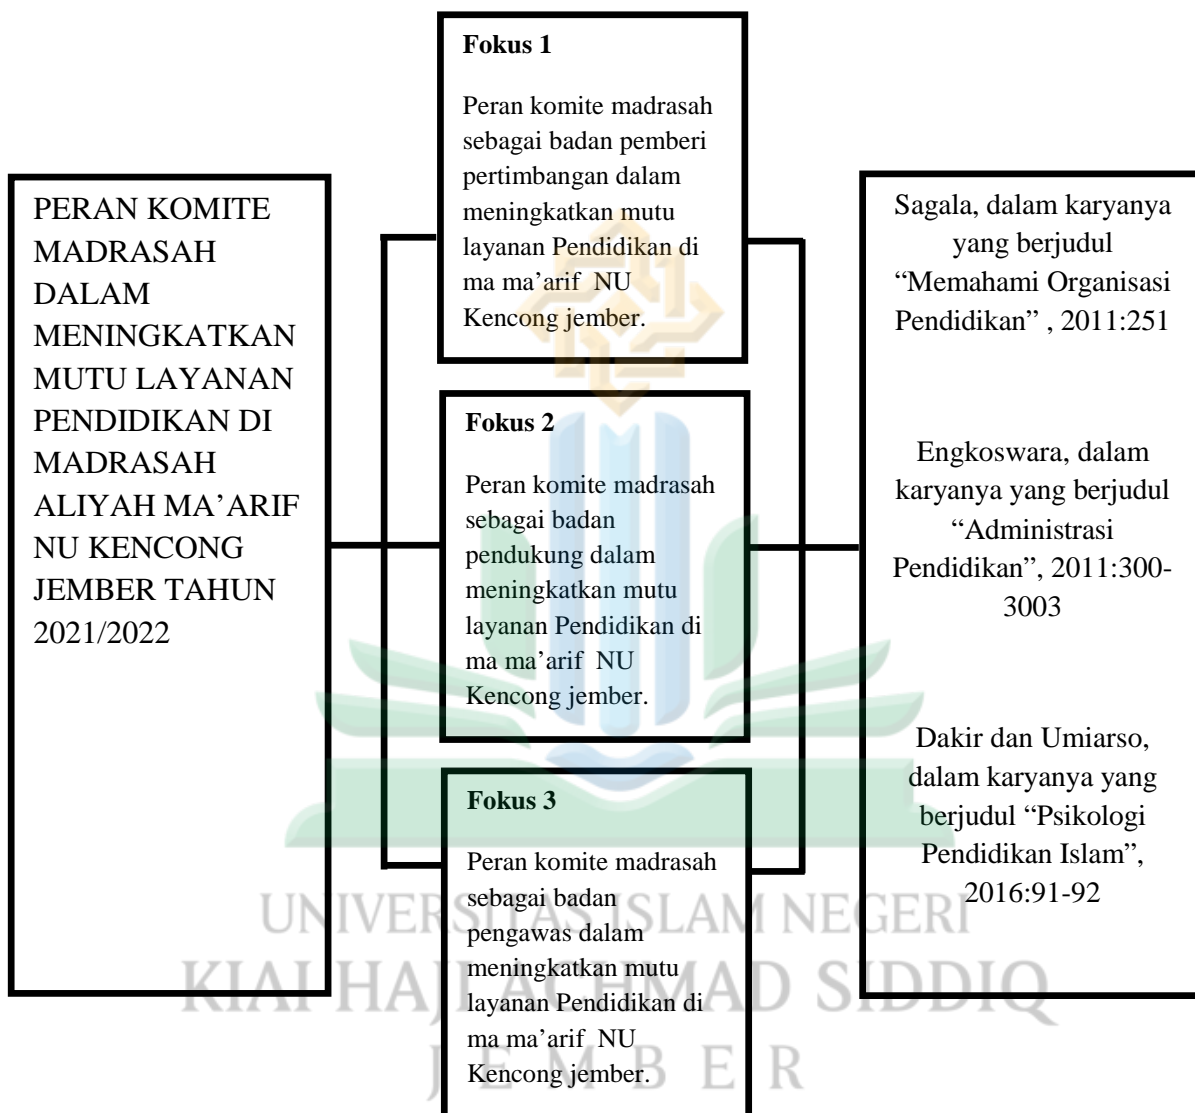 PERAN KOMITE
MADRASAH
DALAM
MENINGKATKAN
MUTU LAYANAN
PENDIDIKAN DI
MADRASAH
ALIYAH MA’ARIF
NU KENCONG
JEMBER TAHUN
2021/2022
Fokus 1
Peran komite madrasah
sebagai badan pemberi
pertimbangan dalam
meningkatkan mutu
layanan Pendidikan di
ma ma’arif NU
Kencong jember.
Fokus 2
Peran komite madrasah
sebagai badan
pendukung dalam
meningkatkan mutu
layanan Pendidikan di
ma ma’arif NU
Kencong jember.
Fokus 3
Peran komite madrasah
sebagai badan
pengawas dalam
meningkatkan mutu
layanan Pendidikan di
ma ma’arif NU
Kencong jember.
Sagala, dalam karyanya
yang berjudul
“Memahami Organisasi
Pendidikan” , 2011:251
Engkoswara, dalam
karyanya yang berjudul
“Administrasi
Pendidikan”, 2011:300-
3003
Dakir dan Umiarso,
dalam karyanya yang
berjudul “Psikologi
Pendidikan Islam”,
2016:91-92
UNIVERSITAS ISLAM NEGERI
KIAI HAJI ACHMAD SIDDIQ
JEMBER